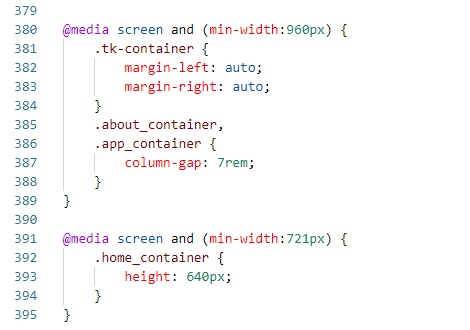 379
380 @media screen and (min-width:960px) {
381 .tk-container {
382 margin-left: auto;
383 margin-right: auto;
384 }
385 .about_container,
386 .app_container {
387 column-gap: 7rem;
388 }
389 }
390
391 @media screen and (min-width:721px) {
392 .home_container {
393 height: 640px;
394 }
395 }